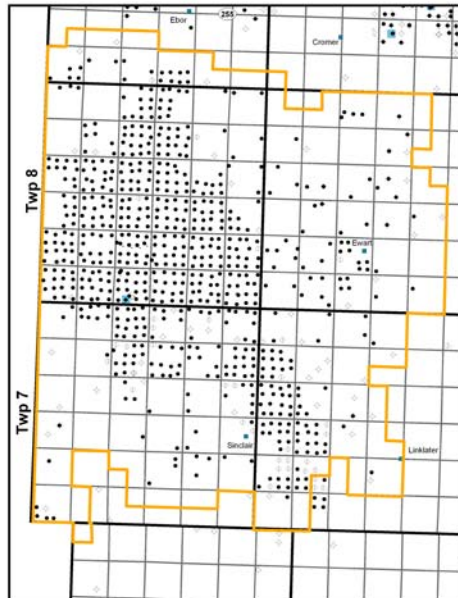 Ebor
255
Cromer
Twp 8
Ewart
Twp 7
Sinclair
Linklater